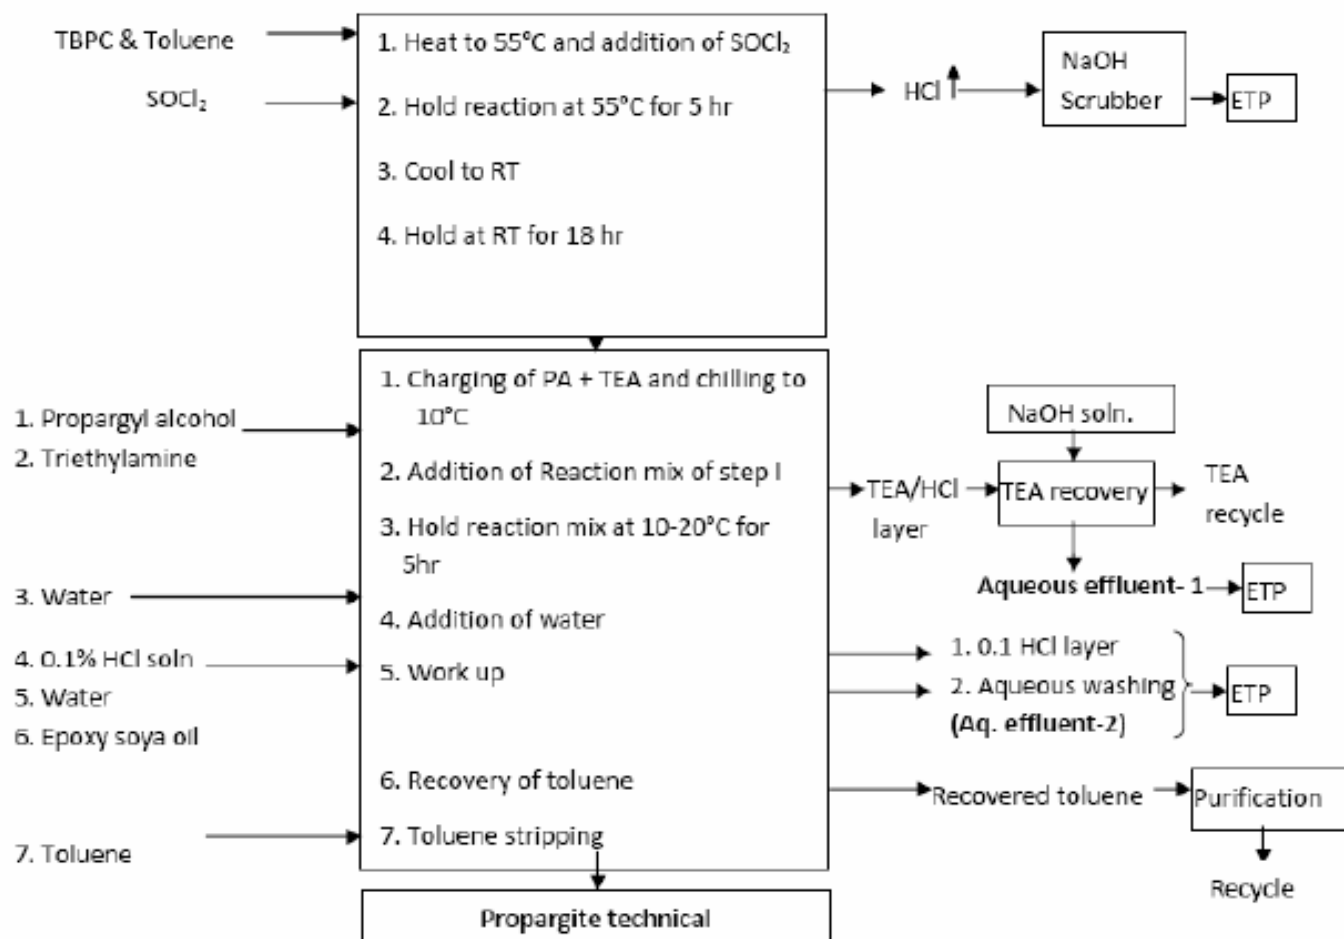 TBPC & Toluene
SOCl₂
1. Heat to 55°C and addition of SOCl₂
2. Hold reaction at 55°C for 5 hr
3. Cool to RT
4. Hold at RT for 18 hr
HCl
NaOH
Scrubber
ETP
1. Propargyl alcohol
2. Triethylamine
3. Water
4. 0.1% HCl soln
5. Water
6. Epoxy soya oil
7. Toluene
1. Charging of PA + TEA and chilling to
10°C
2. Addition of Reaction mix of step I
3. Hold reaction mix at 10-20°C for
5hr
4. Addition of water
5. Work up
6. Recovery of toluene
7. Toluene stripping
NaOH soln.
TEA/HCl
layer
TEA recovery
TEA
recycle
Aqueous effluent- 1
ETP
1. 0.1 HCl layer
2. Aqueous washing
(Aq. effluent-2)
ETP
Recovered toluene
Purification
Recycle
Propargite technical